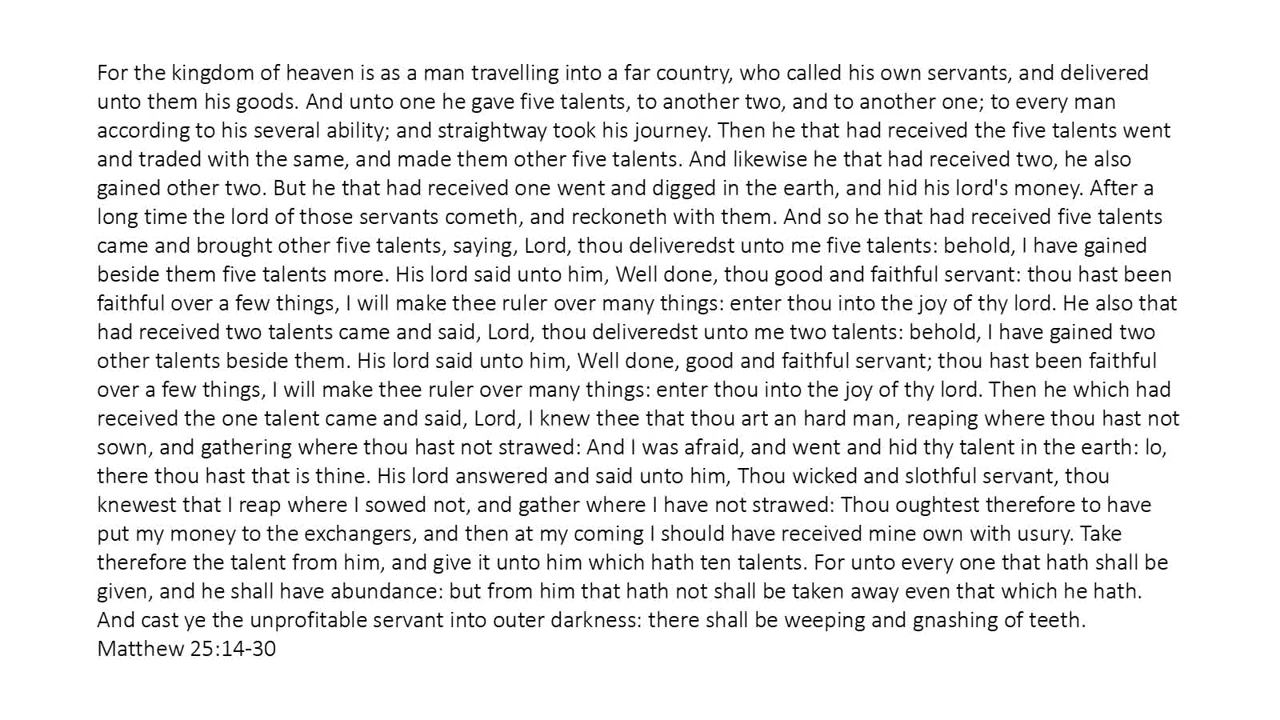 For the kingdom of heaven is as a man travelling into a far country, who called his own servants, and delivered
unto them his goods. And unto one he gave five talents, to another two, and to another one; to every man
according to his several ability; and straightway took his journey. Then he that had received the five talents went
and traded with the same, and made them other five talents. And likewise he that had received two, he also
gained other two. But he that had received one went and digged in the earth, and hid his lord's money. After a
long time the lord of those servants cometh, and reckoneth with them. And so he that had received five talents
came and brought other five talents, saying, Lord, thou deliveredst unto me five talents: behold, I have gained
beside them five talents more. His lord said unto him, Well done, thou good and faithful servant: thou hast been
faithful over a few things, I will make thee ruler over many things: enter thou into the joy of thy lord. He also that
had received two talents came and said, Lord, thou deliveredst unto me two talents: behold, I have gained two
other talents beside them. His lord said unto him, Well done, good and faithful servant; thou hast been faithful
over a few things, I will make thee ruler over many things: enter thou into the joy of thy lord. Then he which had
received the one talent came and said, Lord, I knew thee that thou art an hard man, reaping where thou hast not
sown, and gathering where thou hast not strawed: And I was afraid, and went and hid thy talent in the earth: lo,
there thou hast that is thine. His lord answered and said unto him, Thou wicked and slothful servant, thou
knewest that I reap where I sowed not, and gather where I have not strawed: Thou oughtest therefore to have
put my money to the exchangers, and then at my coming I should have received mine own with usury. Take
therefore the talent from him, and give it unto him which hath ten talents. For unto every one that hath shall be
given, and he shall have abundance: but from him that hath not shall be taken away even that which he hath.
And cast ye the unprofitable servant into outer darkness: there shall be weeping and gnashing of teeth.
Matthew 25:14-30